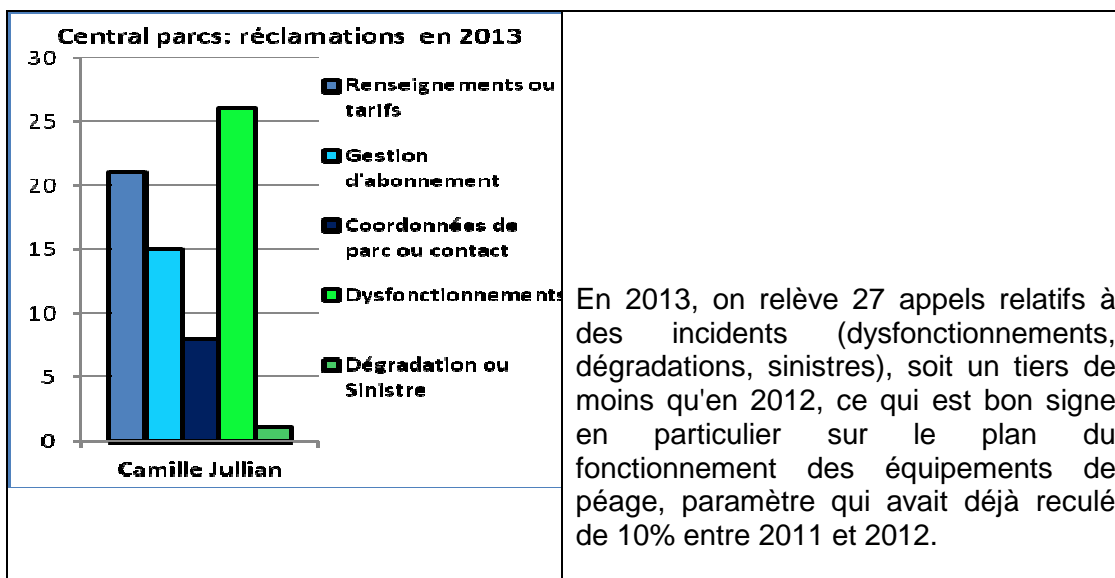 Central parcs: réclamations en 2013
30
25
20
15
10
5
0
Camille Jullian
Renseignements ou
tarifs
Gestion
d'abonnement
Coordonnées de
parc ou contact
Dysfonctionnements
Dégradation ou
Sinistre
En 2013, on relève 27 appels relatifs à
des incidents (dysfonctionnements,
dégradations, sinistres), soit un tiers de
moins qu'en 2012, ce qui est bon signe
en particulier sur le plan du
fonctionnement des équipements de
péage, paramètre qui avait déjà reculé
de 10% entre 2011 et 2012.